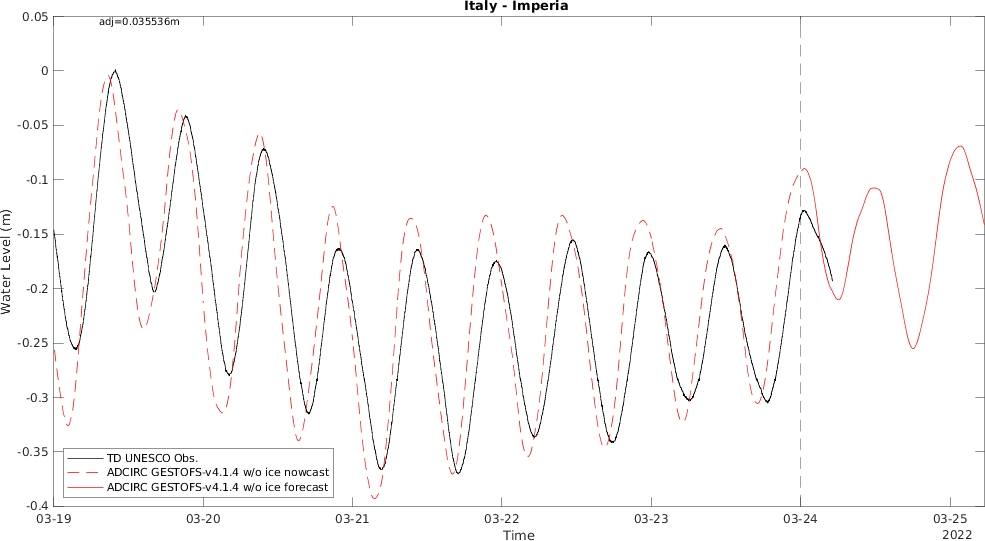 Italy - Imperia
adj=0.035536m
0.05
0
-0.05
-0.1
-0.15
-0.2
-0.25
-0.3
-0.35
-0.4
Water Level (m)
TD UNESCO Obs.
ADCIRC GESTOFS-v4.1.4 w/o ice nowcast
ADCIRC GESTOFS-v4.1.4 w/o ice forecast
03-19 03-20 03-21 03-22 03-23 03-24 03-25
Time
2022